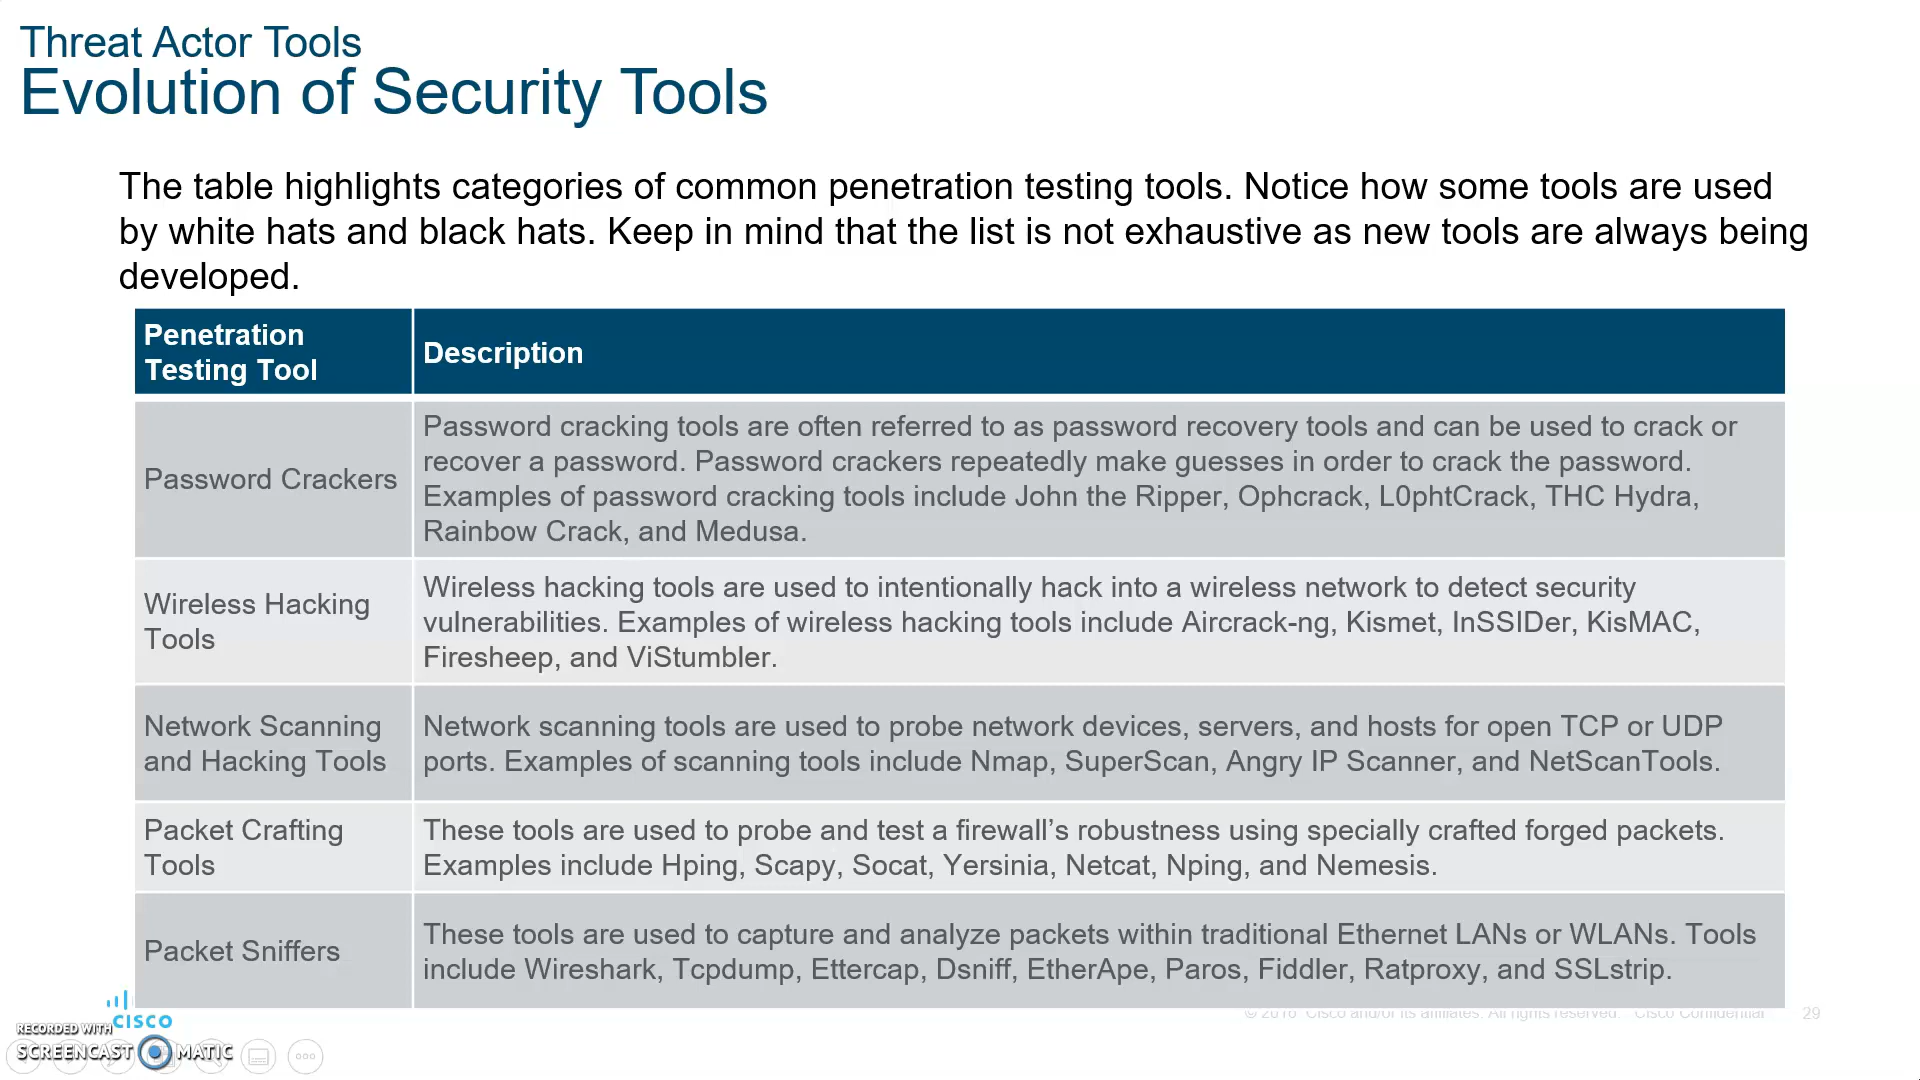 Threat Actor Tools
Evolution of Security Tools
The table highlights categories of common penetration testing tools. Notice how some tools are used
by white hats and black hats. Keep in mind that the list is not exhaustive as new tools are always being
developed.
Penetration
Testing Tool
Description
Password Crackers
Password cracking tools are often referred to as password recovery tools and can be used to crack or
recover a password. Password crackers repeatedly make guesses in order to crack the password.
Examples of password cracking tools include John the Ripper, Ophcrack, L0phtCrack, THC Hydra,
Rainbow Crack, and Medusa.
Wireless Hacking
Tools
Wireless hacking tools are used to intentionally hack into a wireless network to detect security
vulnerabilities. Examples of wireless hacking tools include Aircrack-ng, Kismet, InSSIDer, KisMAC,
Firesheep, and ViStumbler.
Network Scanning
and Hacking Tools
Network scanning tools are used to probe network devices, servers, and hosts for open TCP or UDP
ports. Examples of scanning tools include Nmap, SuperScan, Angry IP Scanner, and NetScanTools.
Packet Crafting
Tools
These tools are used to probe and test a firewall’s robustness using specially crafted forged packets.
Examples include Hping, Scapy, Socat, Yersinia, Netcat, Nping, and Nemesis.
Packet Sniffers
These tools are used to capture and analyze packets within traditional Ethernet LANs or WLANs. Tools
include Wireshark, Tcpdump, Ettercap, Dsniff, EtherApe, Paros, Fiddler, Ratproxy, and SSLstrip.
CISCO
© 2016 Cisco and/or its affiliates. All rights reserved. Cisco Confidential
29
RECORDED WITH
SCREENCAST MATIC